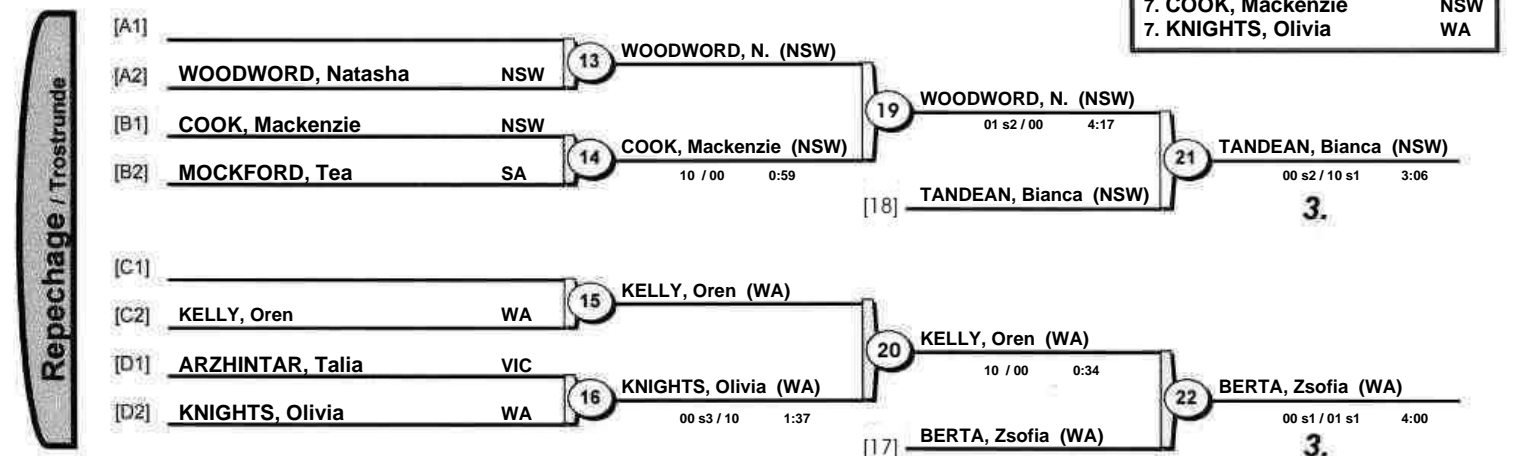 7. COOK, Mackenzie NSW
7. KNIGHTS, Olivia WA
Repechage / Trostrunde
[A1]
[A2] WOODWORD, Natasha NSW
13 WOODWORD, N. (NSW)
[B1] COOK, Mackenzie NSW
[B2] MOCKFORD, Tea SA
14 COOK, Mackenzie (NSW)
10 / 00 0:59
19 WOODWORD, N. (NSW)
01 s2 / 00 4:17
[18] TANDEAN, Bianca (NSW)
21 TANDEAN, Bianca (NSW)
00 s2 / 10 s1 3:06
3.
[C1]
[C2] KELLY, Oren WA
15 KELLY, Oren (WA)
[D1] ARZHINTAR, Talia VIC
[D2] KNIGHTS, Olivia WA
16 KNIGHTS, Olivia (WA)
00 s3 / 10 1:37
20 KELLY, Oren (WA)
10 / 00 0:34
[17] BERTA, Zsofia (WA)
22 BERTA, Zsofia (WA)
00 s1 / 01 s1 4:00
3.